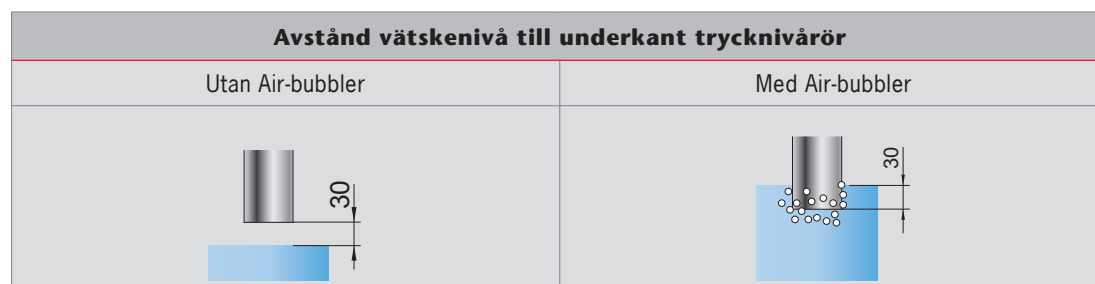 Avstånd vätskenivå till underkant trycknivårör
Utan Air-bubbler
Med Air-bubbler
30
30